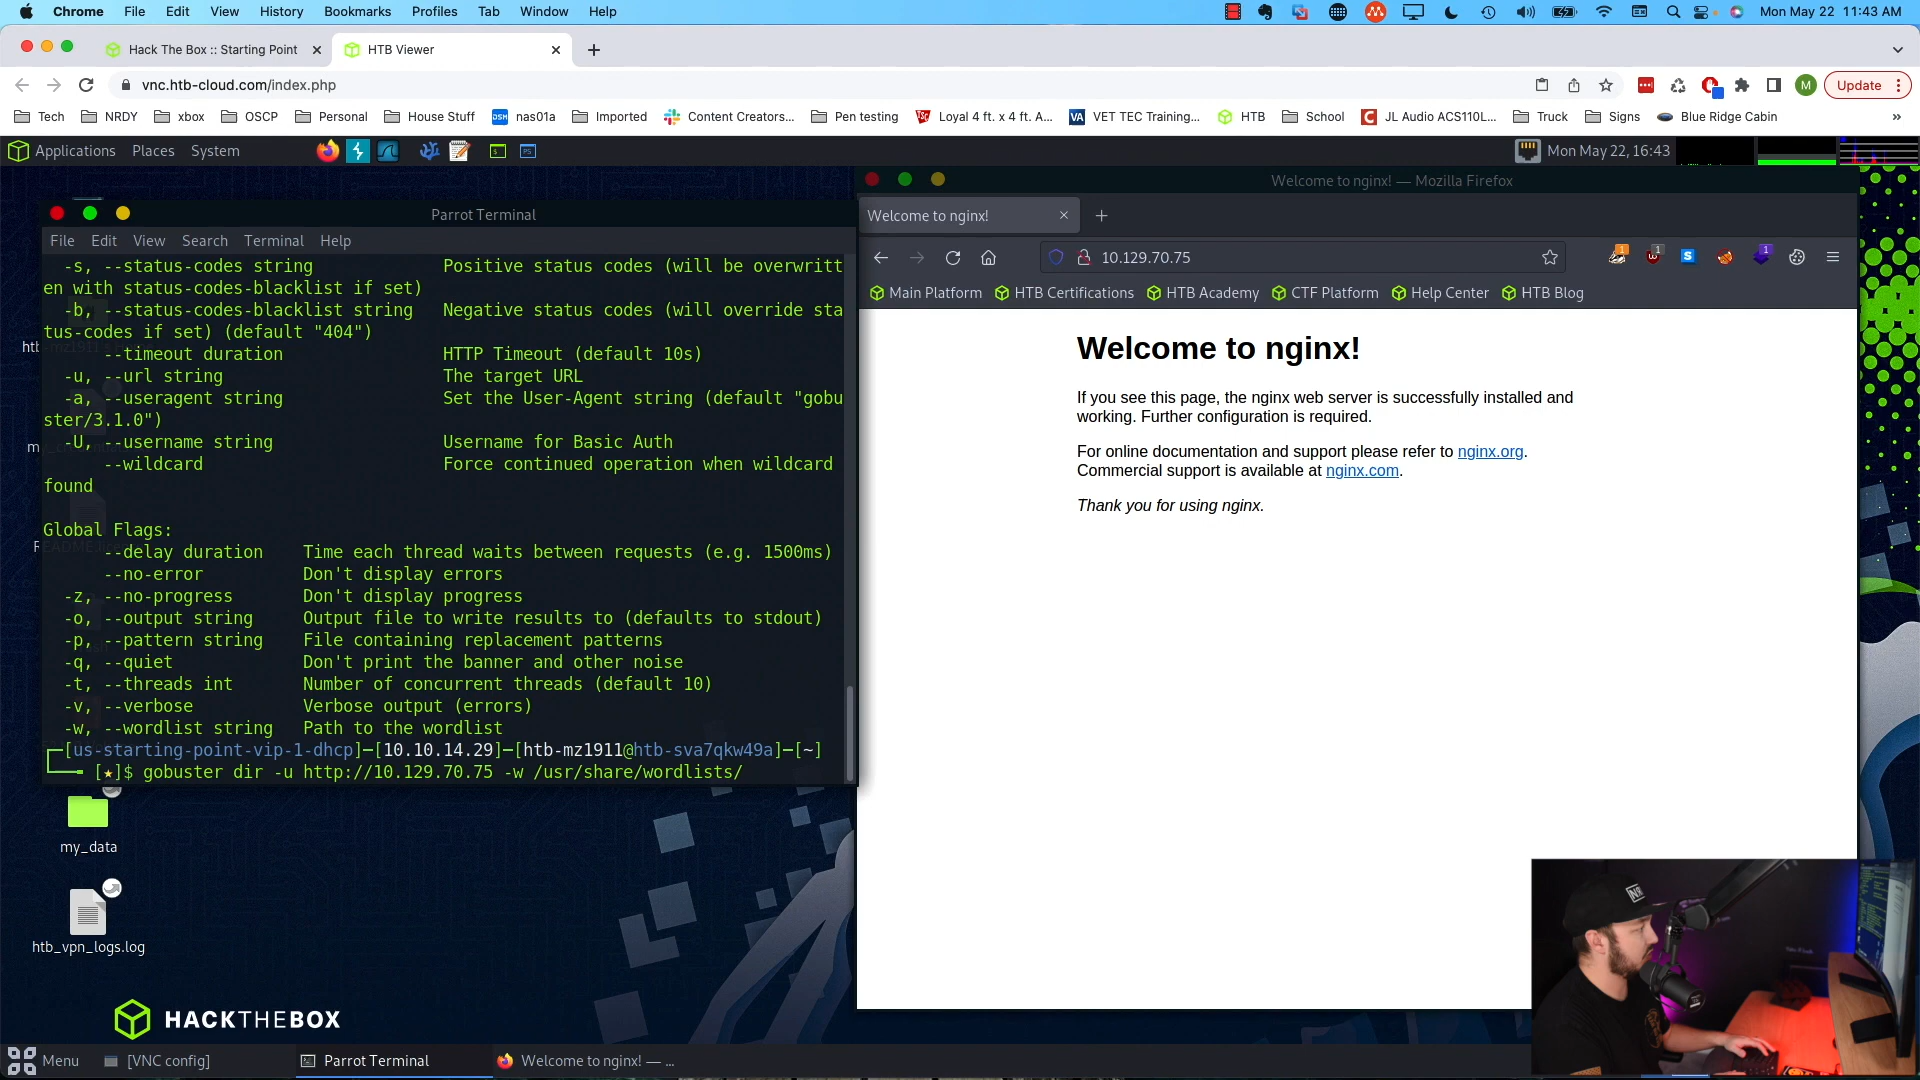 Chrome File Edit View History Bookmarks Profiles Tab Window Help
Mon May 22 11:43 AM
Hack The Box :: Starting Point
HTB Viewer
vnc.htb-cloud.com/index.php
M
Update
Tech NRDY xbox OSCP Personal House Stuff nas01a Imported Content Creators... Pen testing Loyal 4 ft. x 4 ft. A... VA VET TEC Training... HTB School JL Audio ACS110L... Truck Signs Blue Ridge Cabin »
Applications Places System
Mon May 22, 16:43
Parrot Terminal
File Edit View Search Terminal Help
-s, --status-codes string Positive status codes (will be overwritt
en with status-codes-blacklist if set)
-b, --status-codes-blacklist string Negative status codes (will override sta
tus-codes if set) (default "404")
--timeout duration HTTP Timeout (default 10s)
-u, --url string The target URL
-a, --useragent string Set the User-Agent string (default "gobu
ster/3.1.0")
-U, --username string Username for Basic Auth
--wildcard Force continued operation when wildcard
found
Global Flags:
--delay duration Time each thread waits between requests (e.g. 1500ms)
--no-error Don't display errors
-z, --no-progress Don't display progress
-o, --output string Output file to write results to (defaults to stdout)
-p, --pattern string File containing replacement patterns
-q, --quiet Don't print the banner and other noise
-t, --threads int Number of concurrent threads (default 10)
-v, --verbose Verbose output (errors)
-w, --wordlist string Path to the wordlist
[us-starting-point-vip-1-dhcp]─[10.10.14.29]─[htb-mz1911@htb-sva7qkw49a]─[~]
[★]$ gobuster dir -u http://10.129.70.75 -w /usr/share/wordlists/
my_data
htb_vpn_logs.log
HACKTHEBOX
Welcome to nginx! — Mozilla Firefox
Welcome to nginx!
10.129.70.75
Main Platform HTB Certifications HTB Academy CTF Platform Help Center HTB Blog
Welcome to nginx!
If you see this page, the nginx web server is successfully installed and
working. Further configuration is required.
For online documentation and support please refer to nginx.org.
Commercial support is available at nginx.com.
Thank you for using nginx.
Menu [VNC config] Parrot Terminal Welcome to nginx! — ...